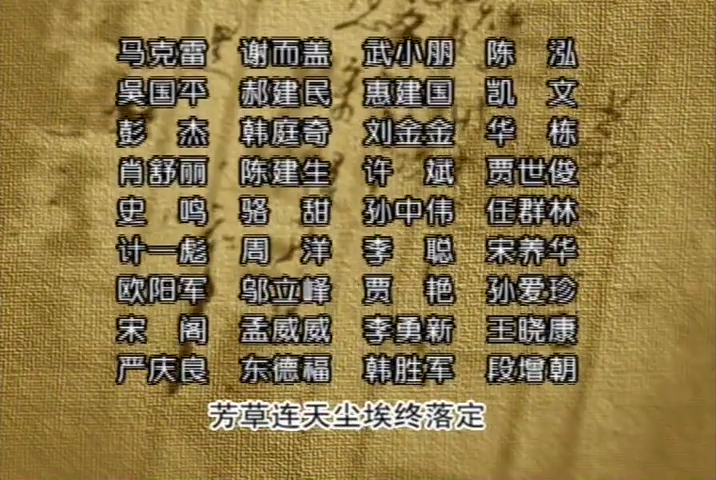 马克雷 谢而盖 武小朋 陈 泓
吴国平 郝建民 惠建国 凯 文
彭 杰 韩庭奇 刘金金 华 栋
肖舒丽 陈建生 许 斌 贾世俊
史 鸣 骆 甜 孙中伟 任群林
计一彪 周 洋 李 聪 宋养华
欧阳军 邬立峰 贾 艳 孙爱珍
宋 阁 孟威威 李勇新 王晓康
严庆良 东德福 韩胜军 段增朝
芳草连天尘埃终落定